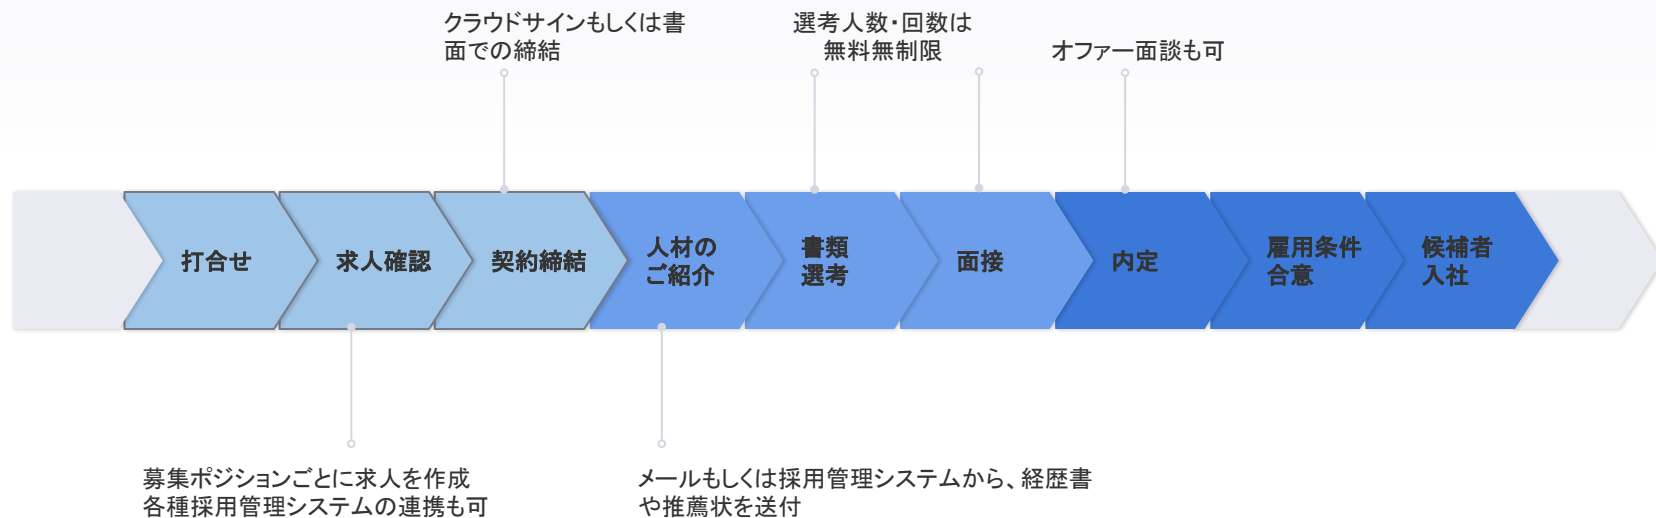 クラウドサインもしくは書
面での締結
選考人数・回数は
無料無制限
オファー面談も可
打合せ
求人確認
契約締結
人材の
ご紹介
書類
選考
面接
内定
雇用条件
合意
候補者
入社
募集ポジションごとに求人を作成
各種採用管理システムの連携も可
メールもしくは採用管理システムから、経歴書
や推薦状を送付